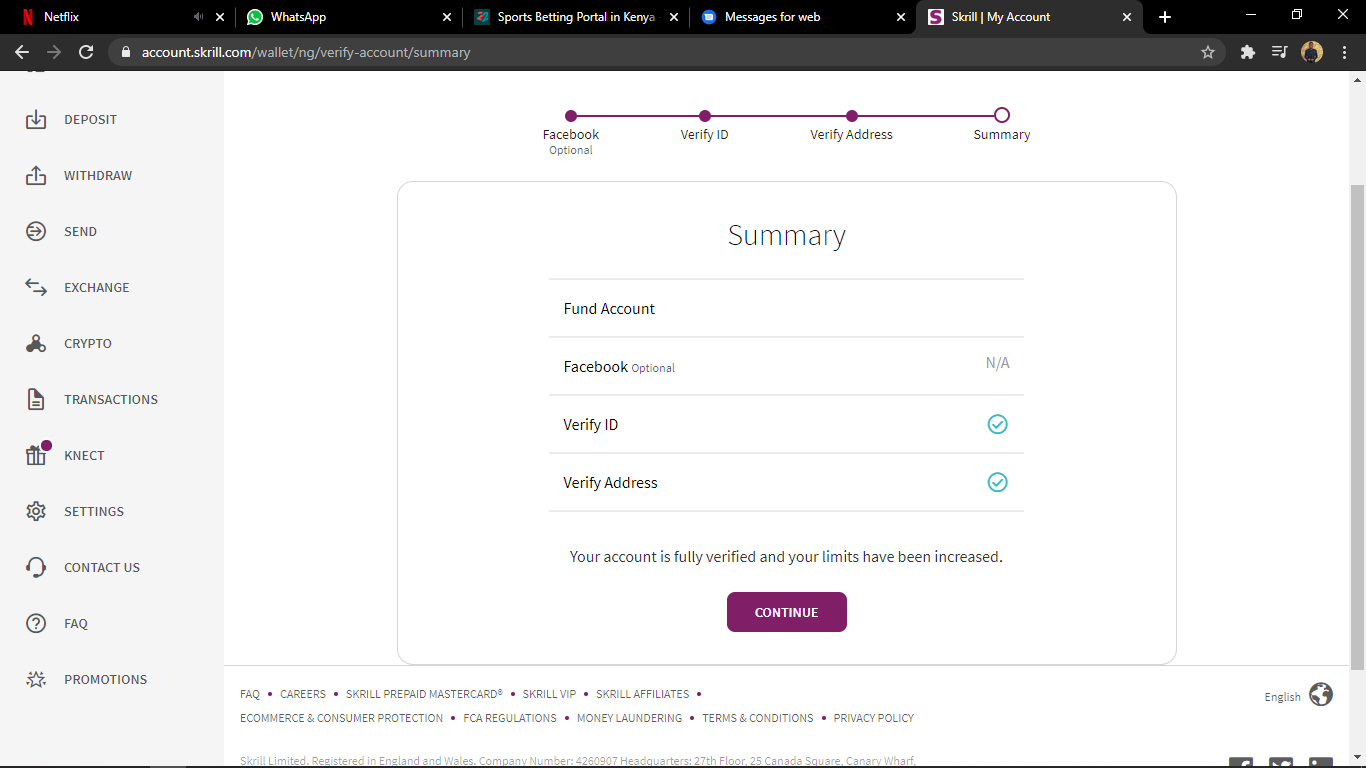 Netflix
WhatsApp
Sports Betting Portal in Kenya
Messages for web
Skrill | My Account
account.skrill.com/wallet/ng/verify-account/summary
DEPOSIT
WITHDRAW
SEND
EXCHANGE
CRYPTO
TRANSACTIONS
KNECT
SETTINGS
CONTACT US
FAQ
PROMOTIONS
Facebook
Optional
Verify ID
Verify Address
Summary
Summary
Fund Account
Facebook Optional N/A
Verify ID
Verify Address
Your account is fully verified and your limits have been increased.
CONTINUE
FAQ • CAREERS • SKRILL PREPAID MASTERCARD® • SKRILL VIP • SKRILL AFFILIATES •
ECOMMERCE & CONSUMER PROTECTION • FCA REGULATIONS • MONEY LAUNDERING • TERMS & CONDITIONS • PRIVACY POLICY
English
Skrill Limited. Registered in England and Wales. Company Number: 4260907 Headquarters: 27th Floor, 25 Canada Square, Canary Wharf,